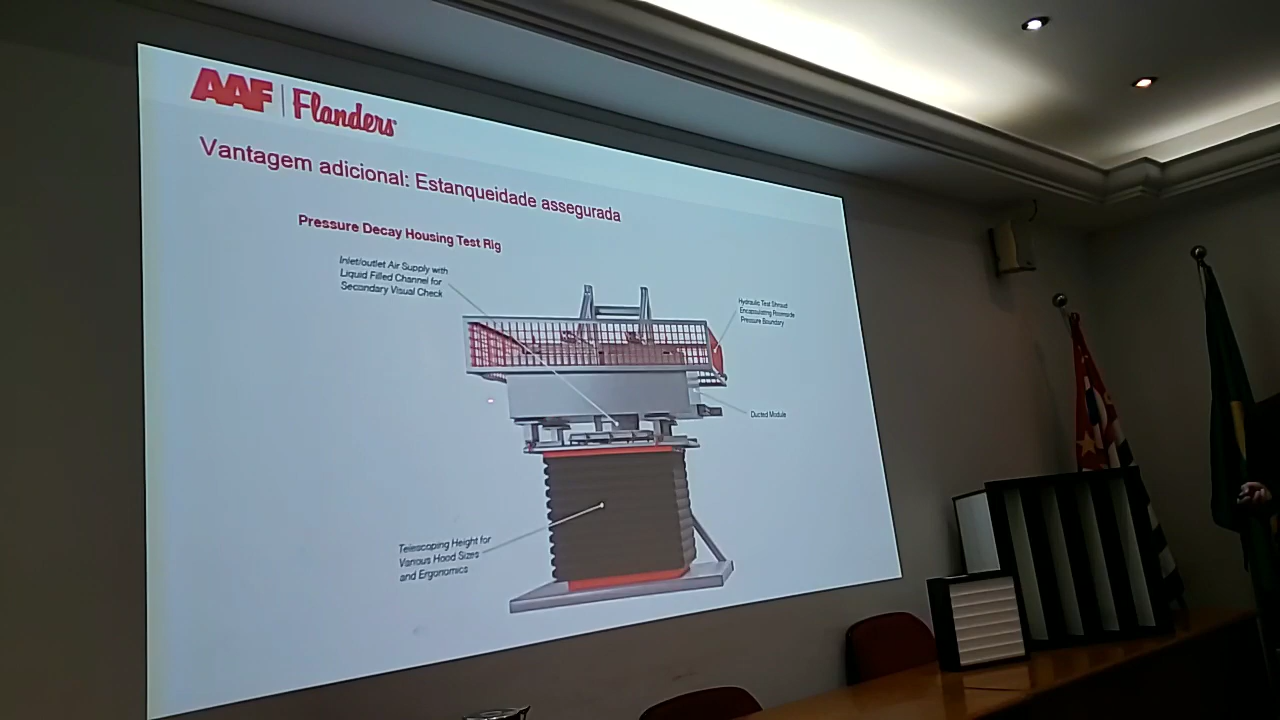 AAF | Flanders
Vantagem adicional: Estanqueidade assegurada
Pressure Decay Housing Test Rig
Inlet/outlet Air Supply with
Liquid Filled Channel for
Secondary Visual Check
Hydraulic Test Shroud
Encapsulating Roomside
Pressure Boundary
Ducted Module
Telescoping Height for
Various Hood Sizes
and Ergonomics